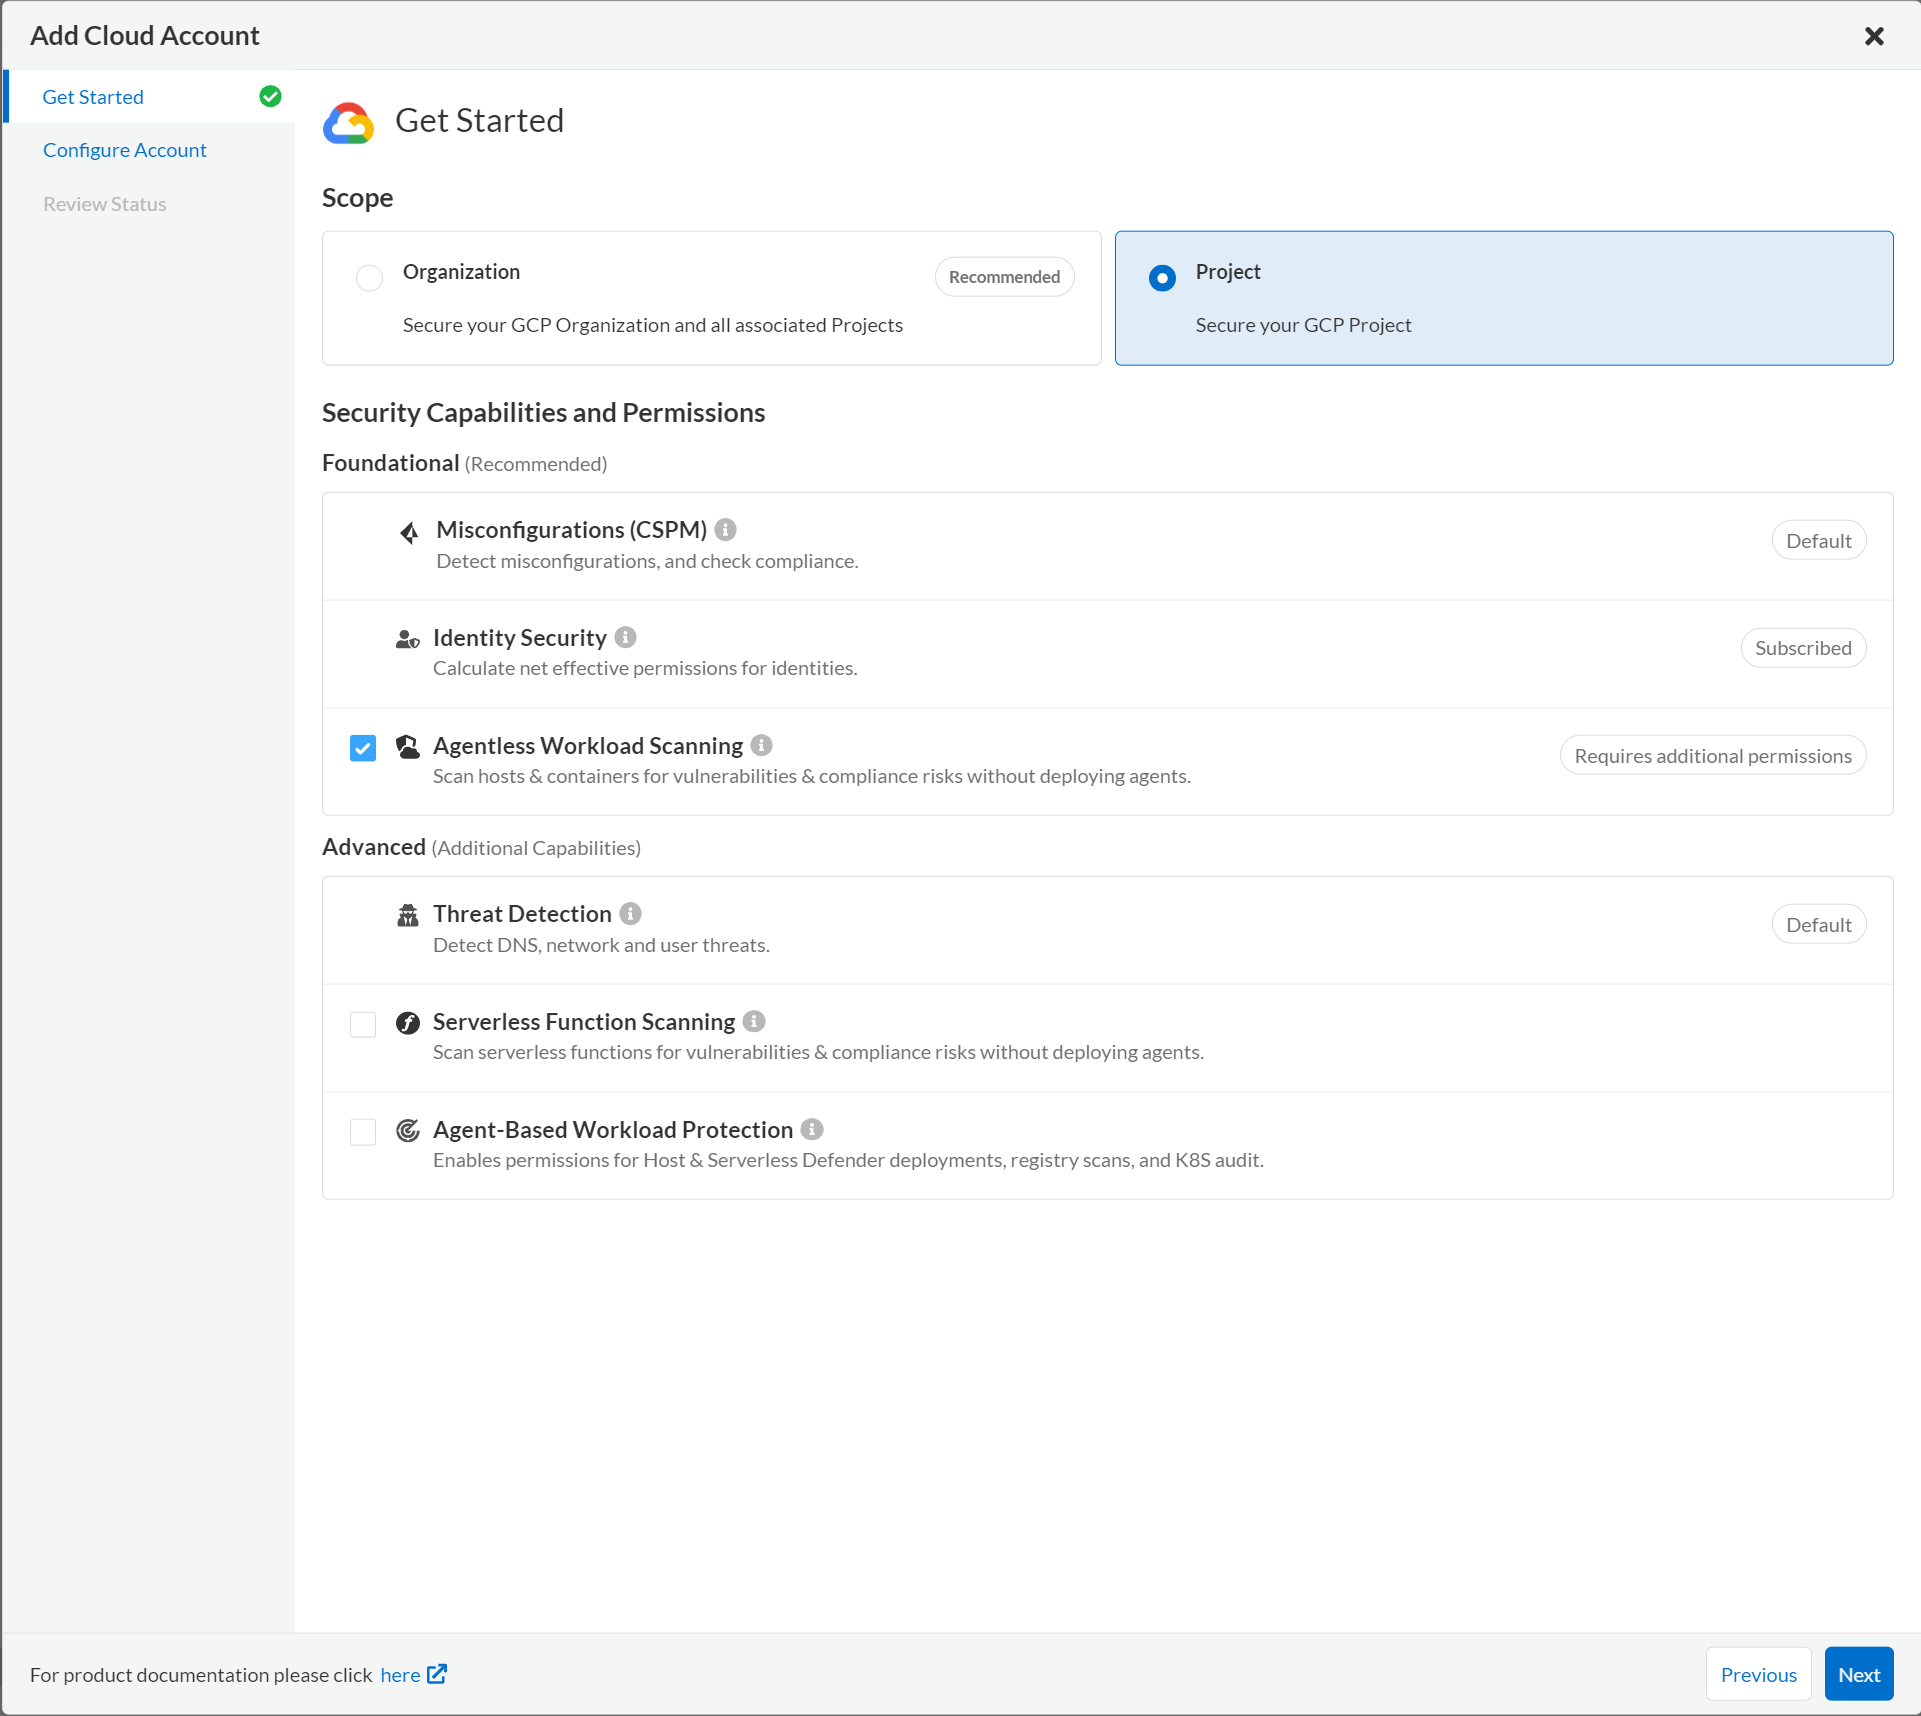 Add Cloud Account
Get Started
Configure Account
Review Status
Get Started
Scope
Organization
Recommended
Secure your GCP Organization and all associated Projects
Project
Secure your GCP Project
Security Capabilities and Permissions
Foundational (Recommended)
Misconfigurations (CSPM)
Detect misconfigurations, and check compliance.
Default
Identity Security
Calculate net effective permissions for identities.
Subscribed
Agentless Workload Scanning
Scan hosts & containers for vulnerabilities & compliance risks without deploying agents.
Requires additional permissions
Advanced (Additional Capabilities)
Threat Detection
Detect DNS, network and user threats.
Default
Serverless Function Scanning
Scan serverless functions for vulnerabilities & compliance risks without deploying agents.
Agent-Based Workload Protection
Enables permissions for Host & Serverless Defender deployments, registry scans, and K8S audit.
For product documentation please click here
Previous
Next